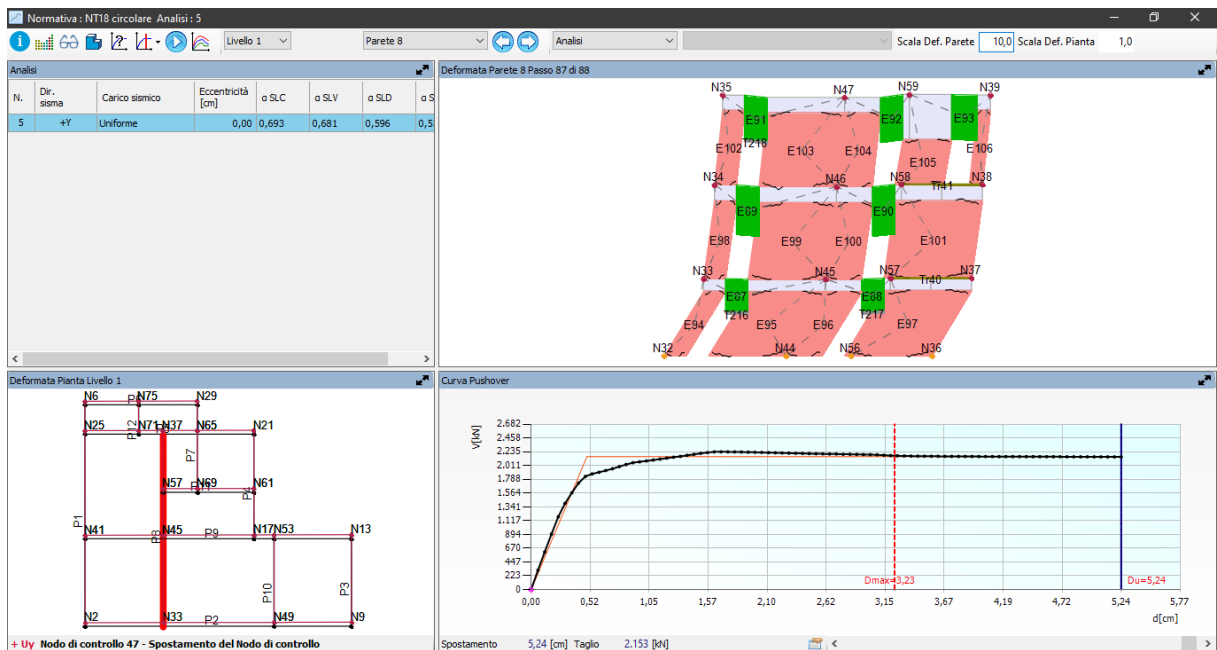 Normativa : NT18 circolare Analisi : 5
Livello 1 Parete 8 Analisi Scala Def. Parete 10,0 Scala Def. Pianta 1,0
Analisi
N. Dir. sisma Carico sismico Eccentricità [cm] α SLC α SLV α SLD α S
5 +Y Uniforme 0,00 0,693 0,681 0,596 0,5
Deformata Parete 8 Passo 87 di 88
N35 N47 N59 N39
E91 E92 E93
E102 T218 E103 E104 E105 E106
N34 N46 N58 Tr41 N38
E89 E90
E98 E99 E100 E101
N33 N45 N57 Tr40 N37
E87 E88
T216 T217
E94 E95 E96 E97
N32 N44 N56 N36
Deformata Pianta Livello 1
N6 N75 N29
N25 N71 N37 N65 N21
P12
P7
N57 N69 N61
P4
P1
N41 N45 P9 N17 N53 N13
P8
P10 P3
N2 N33 P2 N49 N9
+ Uy Nodo di controllo 47 - Spostamento del Nodo di controllo
Curva Pushover
V[kN]
2.682
2.458
2.235
2.011
1.788
1.564
1.341
1.117
894
670
447
223
0
Dmax=3,23 Du=5,24
0,00 0,52 1,05 1,57 2,10 2,62 3,15 3,67 4,19 4,72 5,24 5,77
d[cm]
Spostamento 5,24 [cm] Taglio 2.153 [kN]